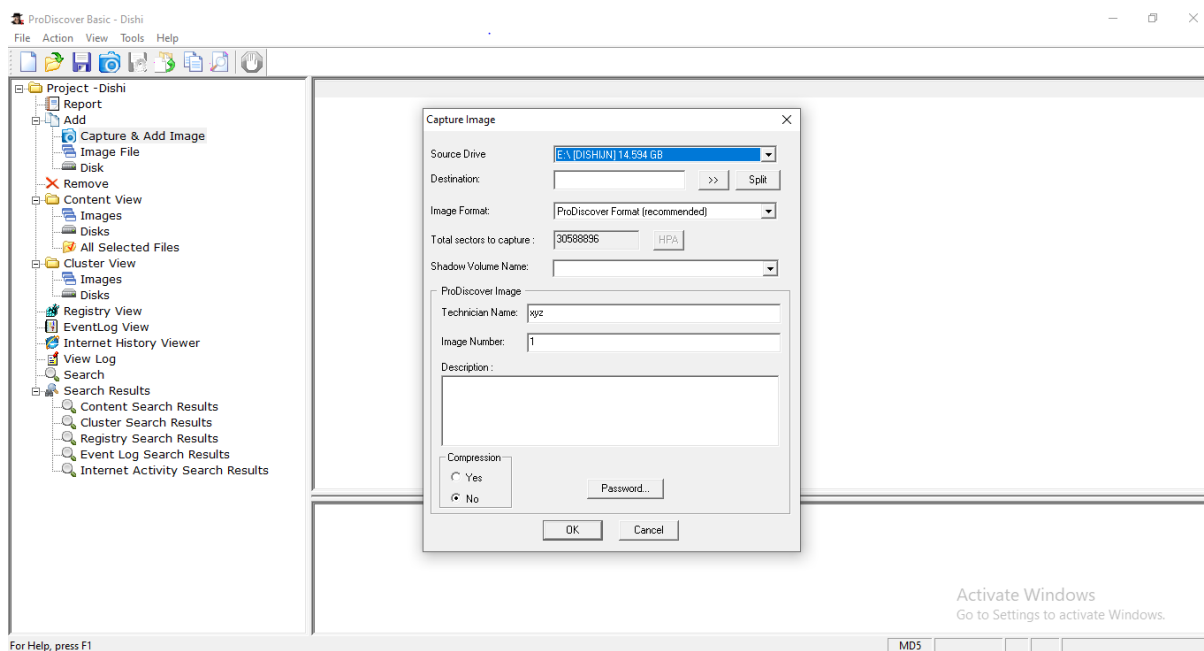 ProDiscover Basic - Dishi
File Action View Tools Help
Project -Dishi
Report
Add
Capture & Add Image
Image File
Disk
Remove
Content View
Images
Disks
All Selected Files
Cluster View
Images
Disks
Registry View
EventLog View
Internet History Viewer
View Log
Search
Search Results
Content Search Results
Cluster Search Results
Registry Search Results
Event Log Search Results
Internet Activity Search Results
Capture Image
Source Drive E:\ [DISHIJN] 14.594 GB
Destination: >> Split
Image Format: ProDiscover Format (recommended)
Total sectors to capture : 30588896 HPA
Shadow Volume Name:
ProDiscover Image
Technician Name: xyz
Image Number: 1
Description :
Compression
Yes
No
Password...
OK Cancel
Activate Windows
Go to Settings to activate Windows.
For Help, press F1 MD5